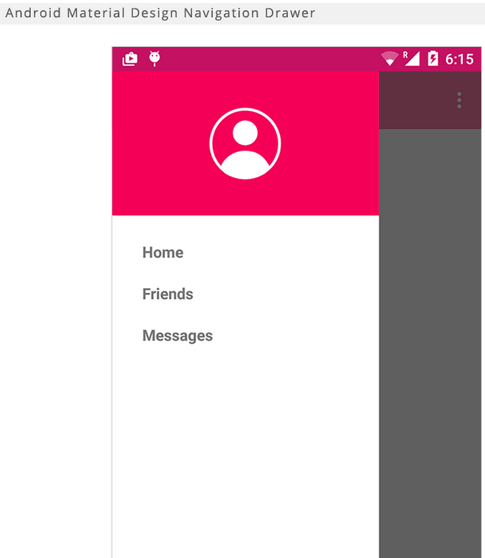 Android Material Design Navigation Drawer
R
6:15
Home
Friends
Messages